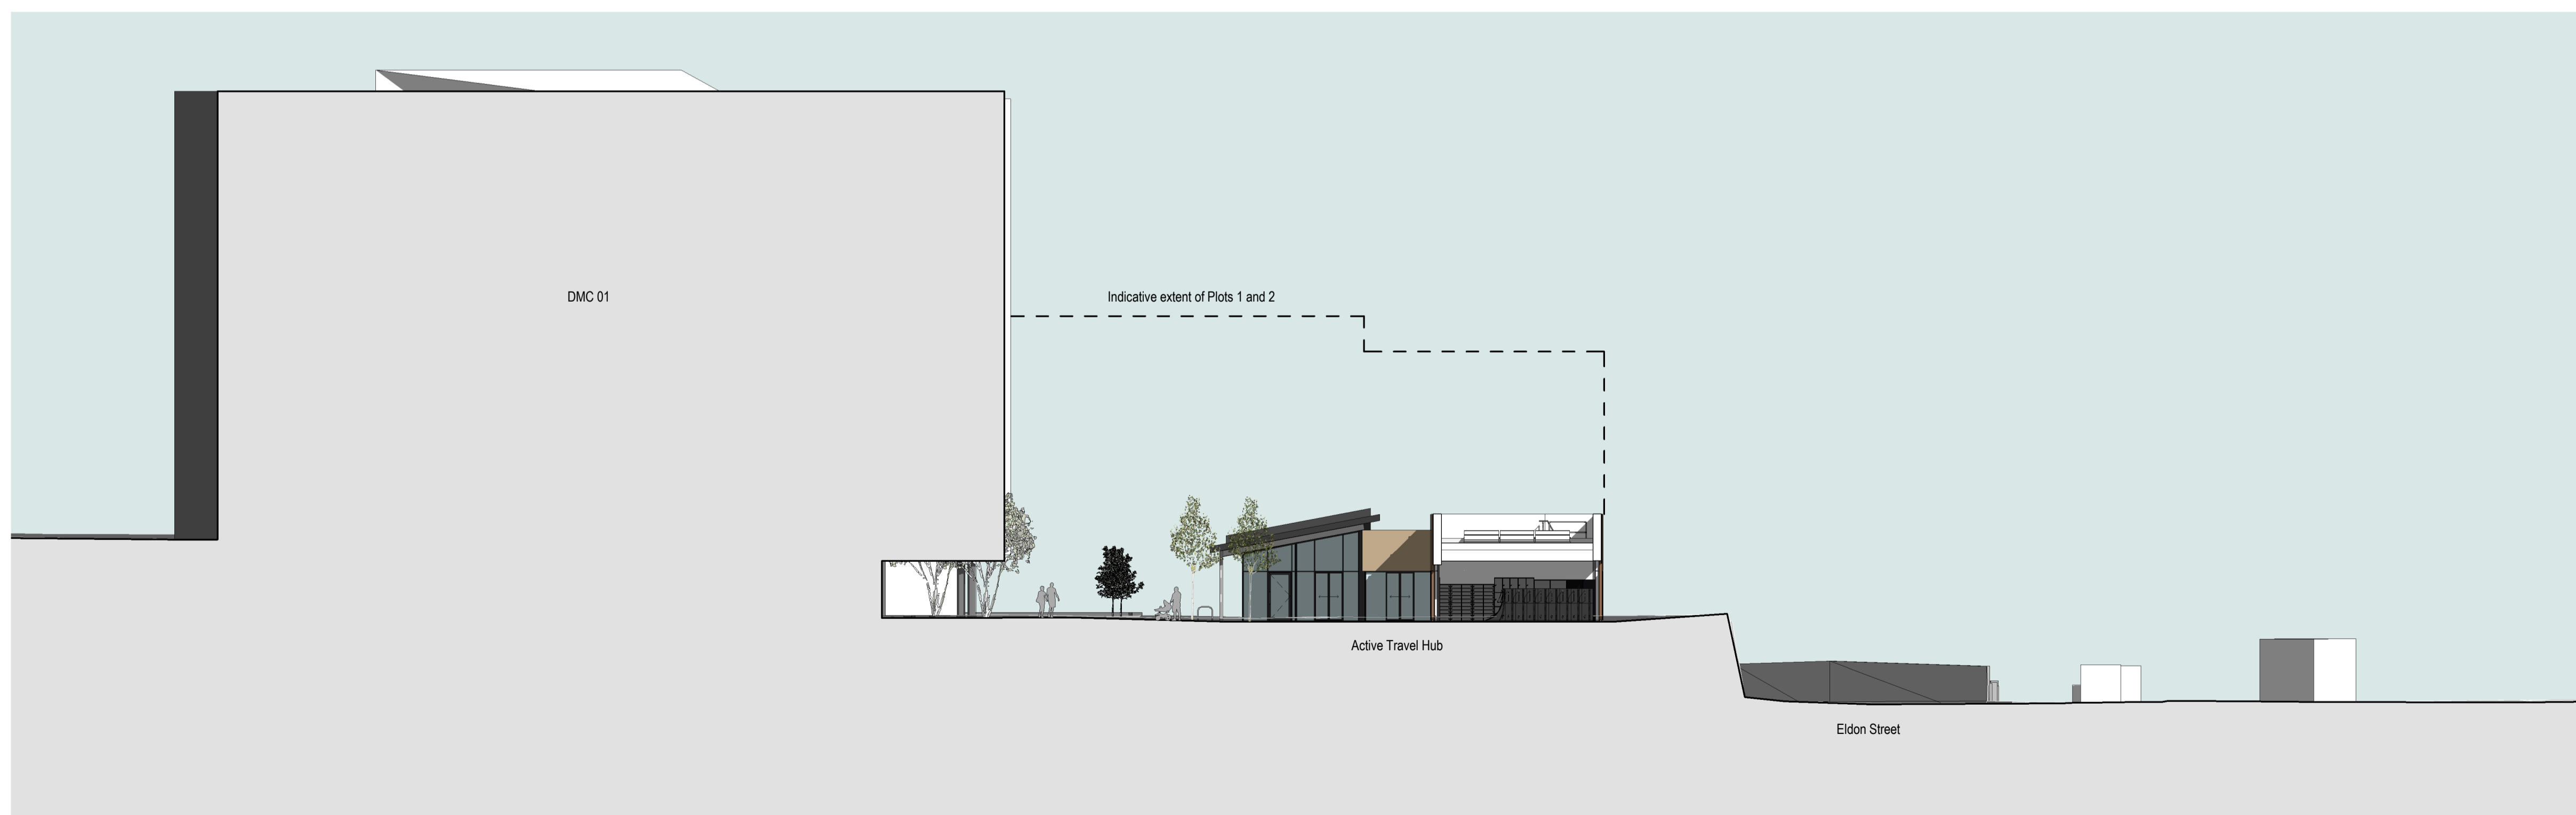 DMC 01
Indicative extent of Plots 1 and 2
Active Travel Hub
Eldon Street